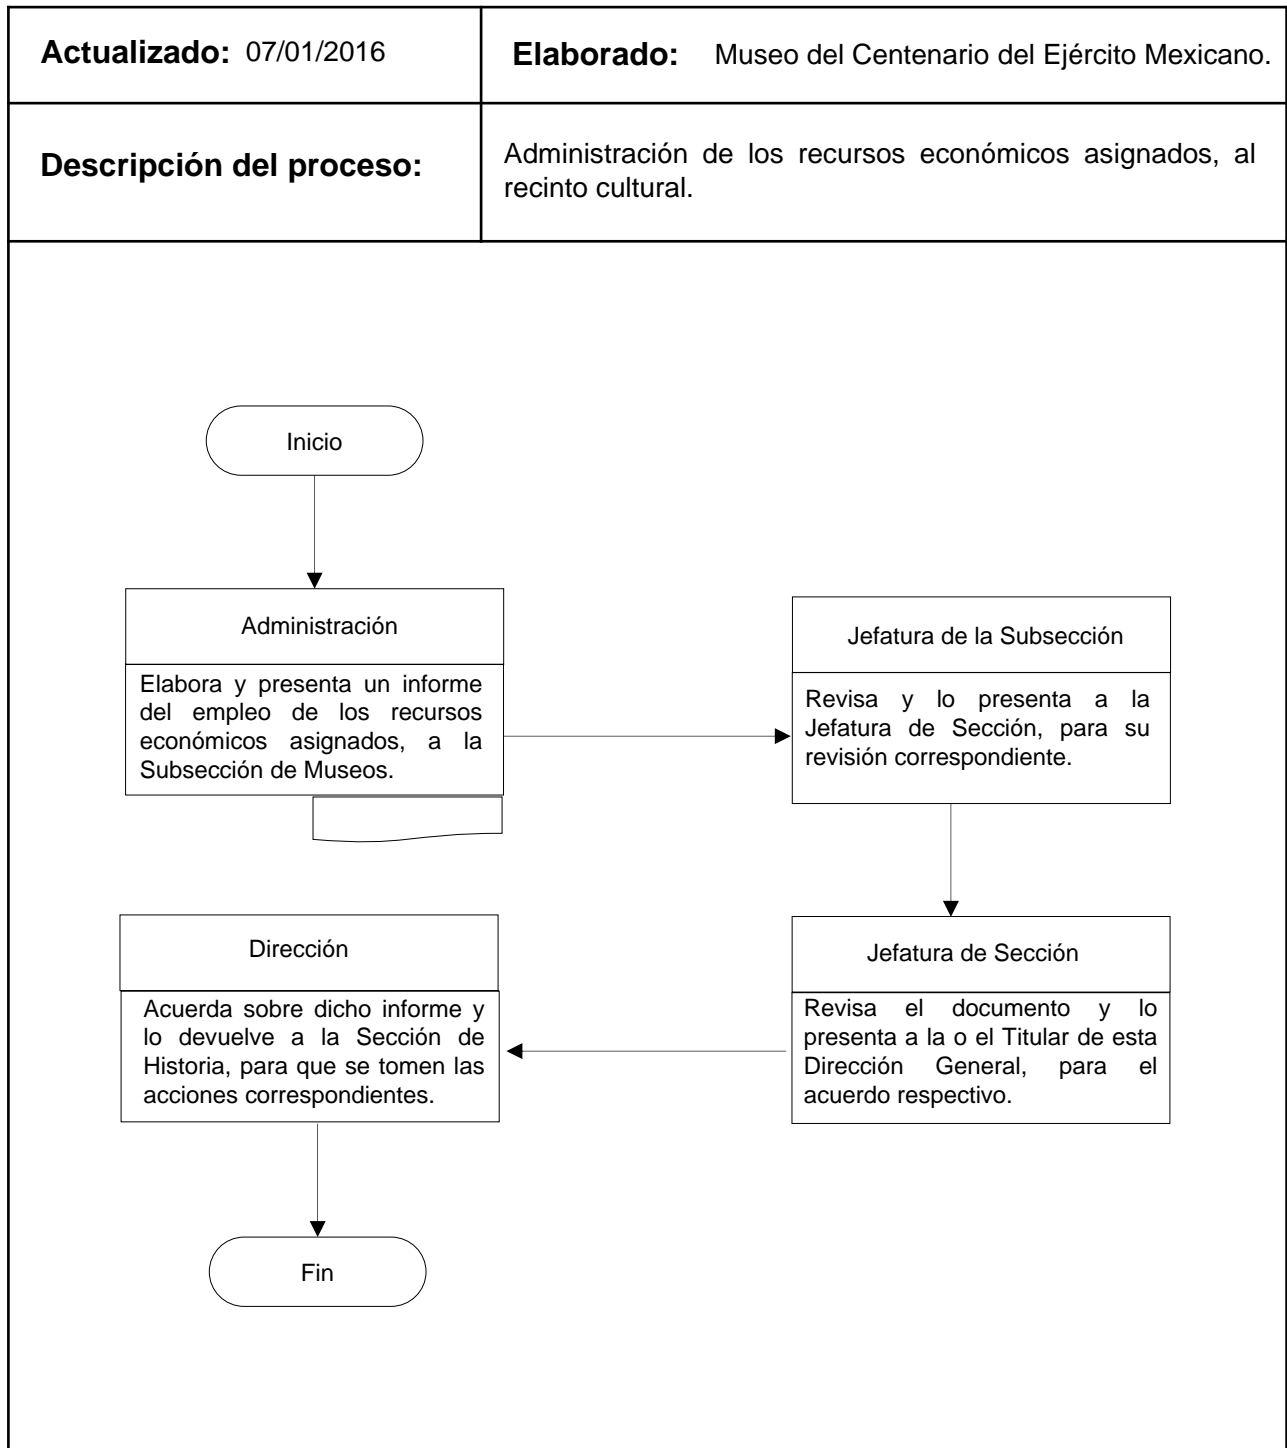 Actualizado: 07/01/2016
Elaborado: Museo del Centenario del Ejército Mexicano.
Descripción del proceso:
Administración de los recursos económicos asignados, al
recinto cultural.
Inicio
Administración
Elabora y presenta un informe
del empleo de los recursos
económicos asignados, a la
Subsección de Museos.
Jefatura de la Subsección
Revisa y lo presenta a la
Jefatura de Sección, para su
revisión correspondiente.
Jefatura de Sección
Revisa el documento y lo
presenta a la o el Titular de esta
Dirección General, para el
acuerdo respectivo.
Dirección
Acuerda sobre dicho informe y
lo devuelve a la Sección de
Historia, para que se tomen las
acciones correspondientes.
Fin